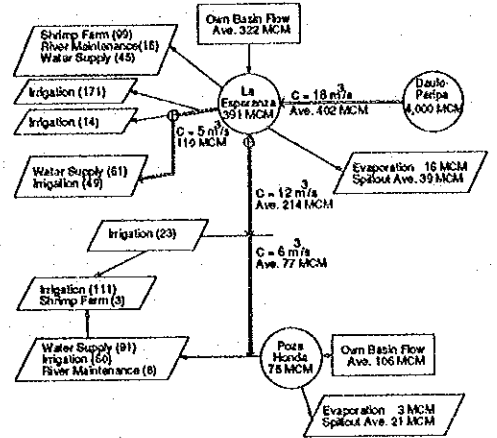 Shrimp Farm (99)
River Maintenance (16)
Water Supply (45)
Own Basin Flow
Ave. 322 MCM
Irrigation (171)
Irrigation (14)
La
Esperanza
391 MCM
C = 18 m³/s
Ave. 402 MCM
Daule-
Peripa
4,000 MCM
C = 5 m³/s
110 MCM
Water Supply (61)
Irrigation (49)
Evaporation 16 MCM
Spillout Ave. 39 MCM
C = 12 m³/s
Ave. 214 MCM
Irrigation (23)
C = 6 m³/s
Ave. 77 MCM
Irrigation (111)
Shrimp Farm (3)
Water Supply (91)
Irrigation (60)
River Maintenance (6)
Poza
Honda
75 MCM
Own Basin Flow
Ave. 106 MCM
Evaporation 3 MCM
Spillout Ave. 21 MCM